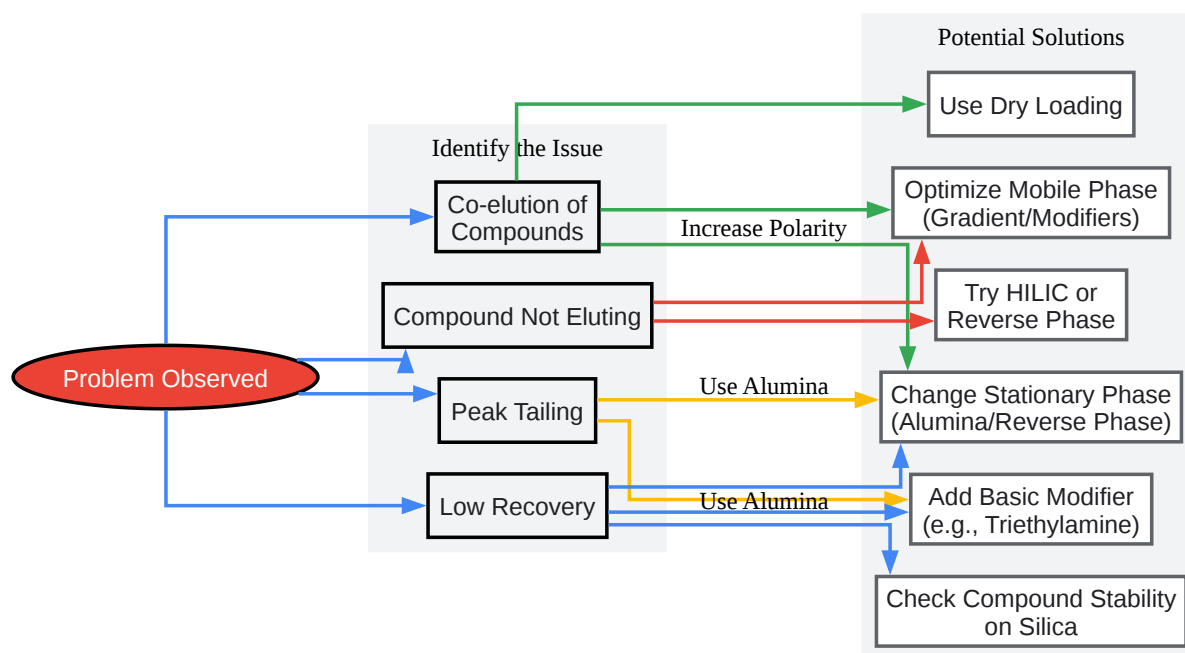 Potential Solutions
Use Dry Loading
Identify the Issue
Co-elution of
Compounds
Optimize Mobile Phase
(Gradient/Modifiers)
Increase Polarity
Compound Not Eluting
Try HILIC or
Reverse Phase
Problem Observed
Peak Tailing
Use Alumina
Change Stationary Phase
(Alumina/Reverse Phase)
Low Recovery
Use Alumina
Add Basic Modifier
(e.g., Triethylamine)
Check Compound Stability
on Silica